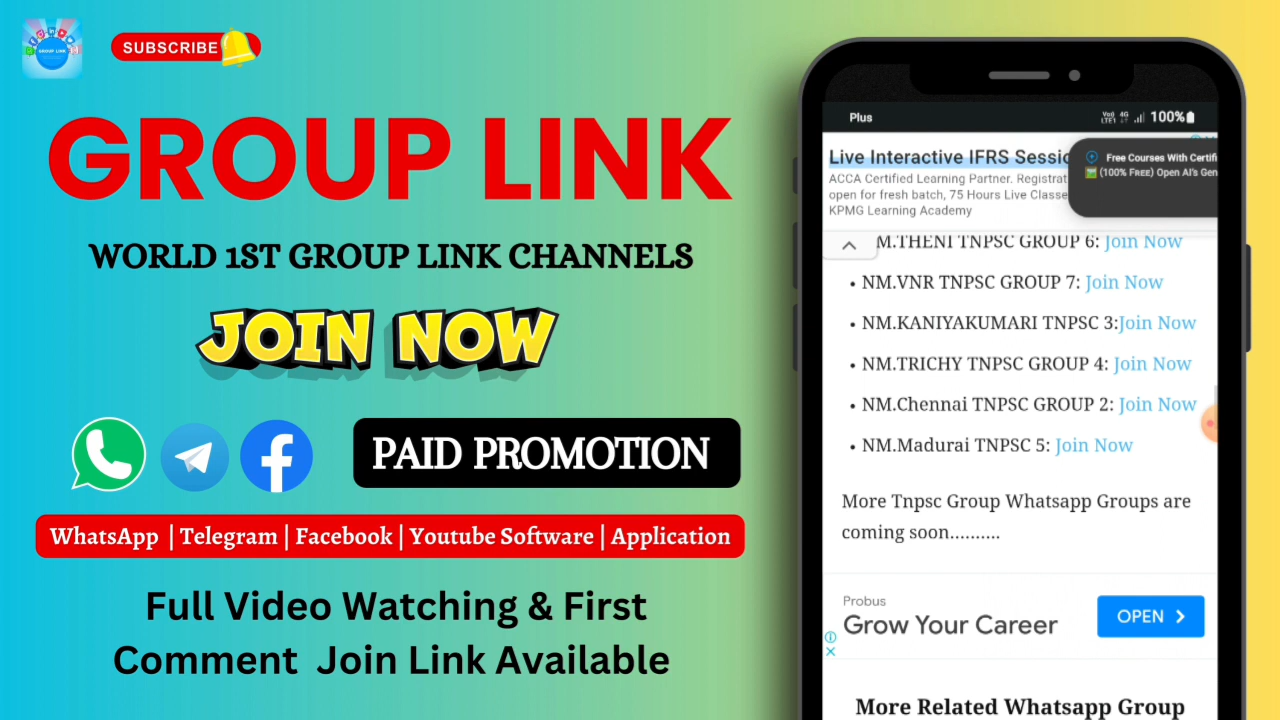 GROUP LINK
SUBSCRIBE
GROUP LINK
WORLD 1ST GROUP LINK CHANNELS
JOIN NOW
PAID PROMOTION
WhatsApp | Telegram | Facebook | Youtube Software | Application
Full Video Watching & First
Comment Join Link Available
Plus
Vo) 4G
LTE1
100%
Live Interactive IFRS Sessio
ACCA Certified Learning Partner. Registrat
open for fresh batch, 75 Hours Live Classe
KPMG Learning Academy
Free Courses With Certifi
(100% FREE) Open AI's Gen
M.THENI TNPSC GROUP 6: Join Now
• NM.VNR TNPSC GROUP 7: Join Now
• NM.KANIYAKUMARI TNPSC 3:Join Now
• NM.TRICHY TNPSC GROUP 4: Join Now
• NM.Chennai TNPSC GROUP 2: Join Now
• NM.Madurai TNPSC 5: Join Now
More Tnpsc Group Whatsapp Groups are
coming soon..........
Probus
Grow Your Career
OPEN
More Related Whatsapp Group